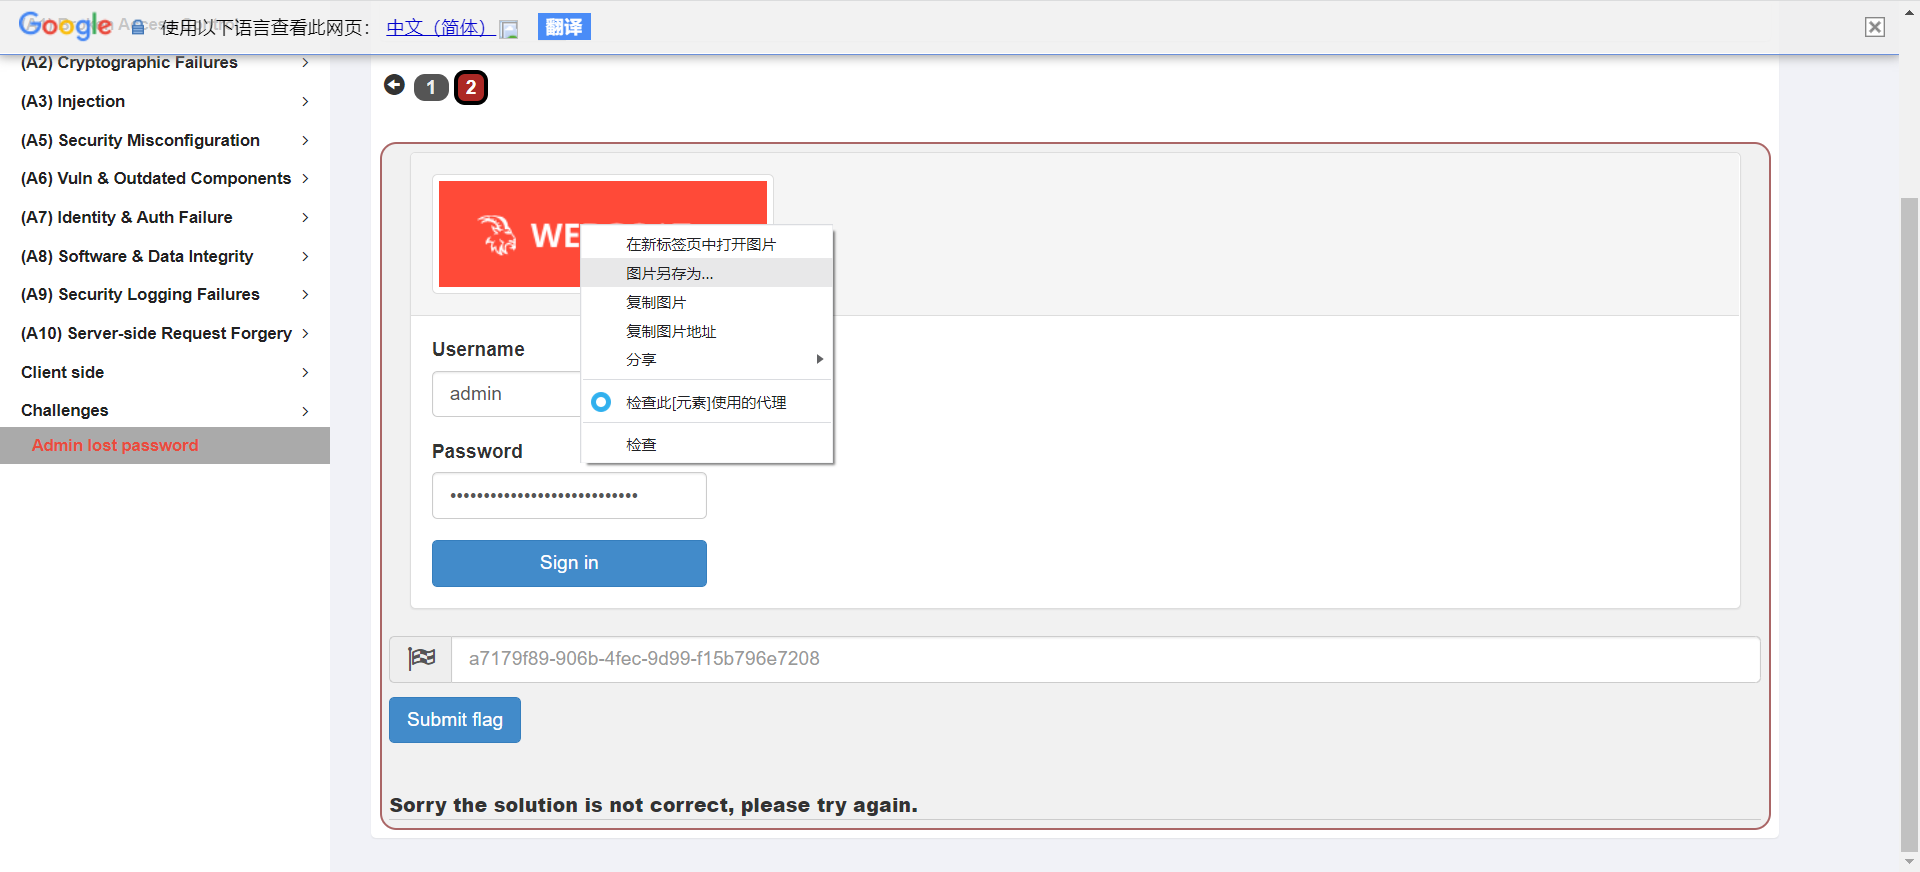 Google 使用以下语言查看此网页： 中文（简体） 翻译
(A2) Cryptographic Failures
(A3) Injection
(A5) Security Misconfiguration
(A6) Vuln & Outdated Components
(A7) Identity & Auth Failure
(A8) Software & Data Integrity
(A9) Security Logging Failures
(A10) Server-side Request Forgery
Client side
Challenges
Admin lost password
1 2
WE
在新标签页中打开图片
图片另存为...
复制图片
复制图片地址
分享
检查此[元素]使用的代理
检查
Username
admin
Password
••••••••••••••••••••••••••••
Sign in
a7179f89-906b-4fec-9d99-f15b796e7208
Submit flag
Sorry the solution is not correct, please try again.